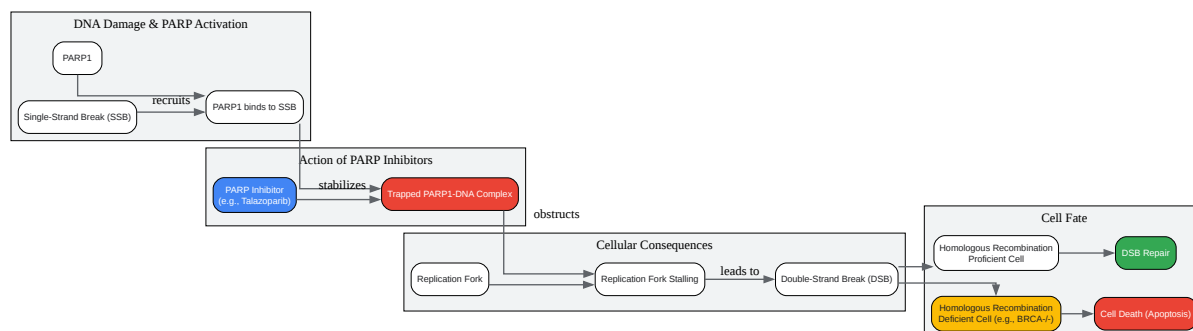 DNA Damage & PARP Activation
PARP1
recruits
Single-Strand Break (SSB)
PARP1 binds to SSB
Action of PARP Inhibitors
PARP Inhibitor
(e.g., Talazoparib)
stabilizes
Trapped PARP1-DNA Complex
obstructs
Cellular Consequences
Replication Fork
Replication Fork Stalling
leads to
Double-Strand Break (DSB)
Cell Fate
Homologous Recombination
Proficient Cell
DSB Repair
Homologous Recombination
Deficient Cell (e.g., BRCA-/-)
Cell Death (Apoptosis)